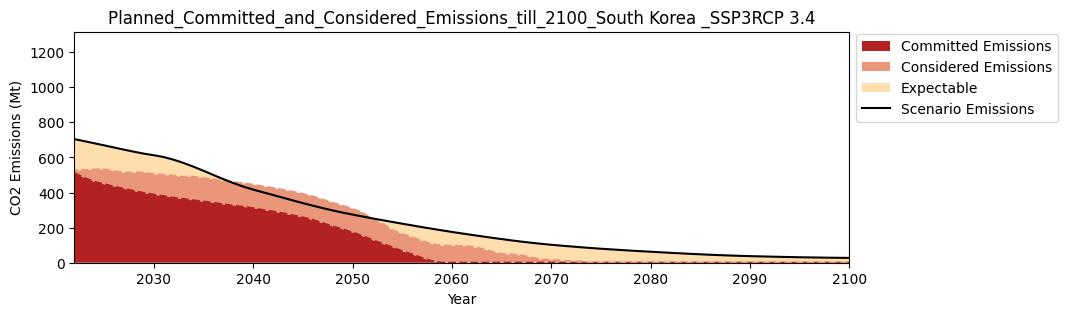 Planned_Committed_and_Considered_Emissions_till_2100_South Korea _SSP3RCP 3.4
CO2 Emissions (Mt)
1200
1000
800
600
400
200
0
2030 2040 2050 2060 2070 2080 2090 2100
Year
Committed Emissions
Considered Emissions
Expectable
Scenario Emissions